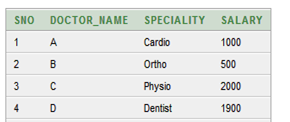 SNO DOCTOR_NAME SPECIALITY SALARY
1 A Cardio 1000
2 B Ortho 500
3 C Physio 2000
4 D Dentist 1900